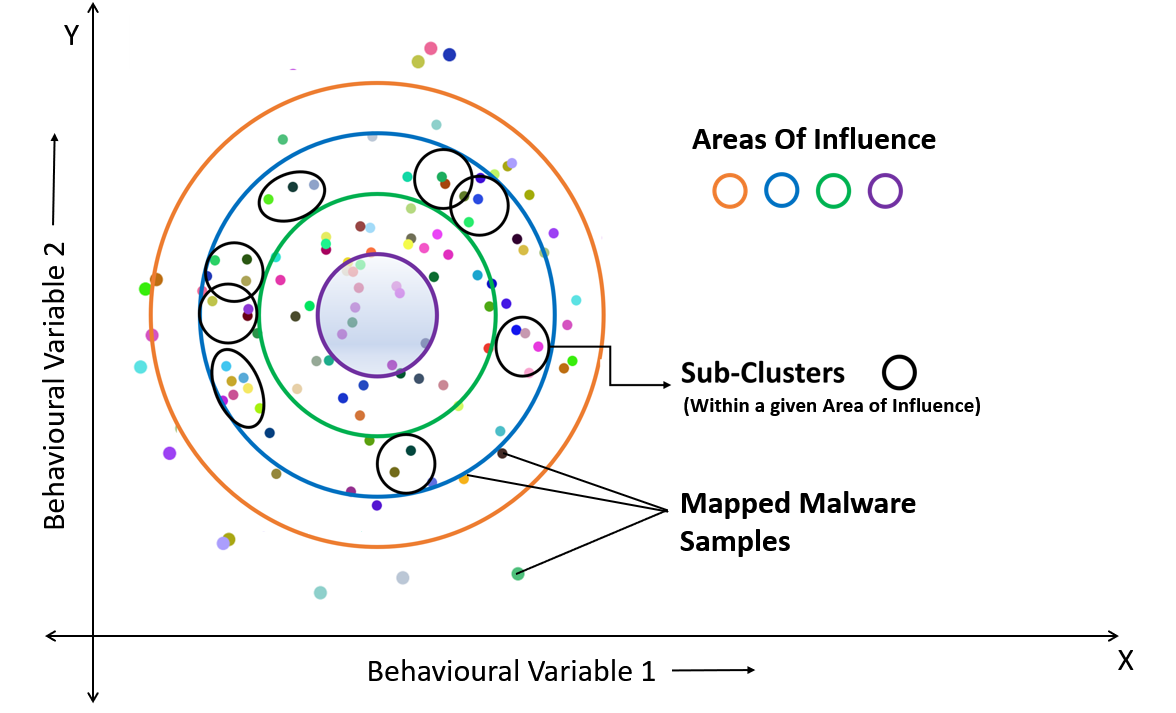 Y
Areas Of Influence
Behavioural Variable 2
Sub-Clusters
(Within a given Area of Influence)
Mapped Malware
Samples
X
Behavioural Variable 1